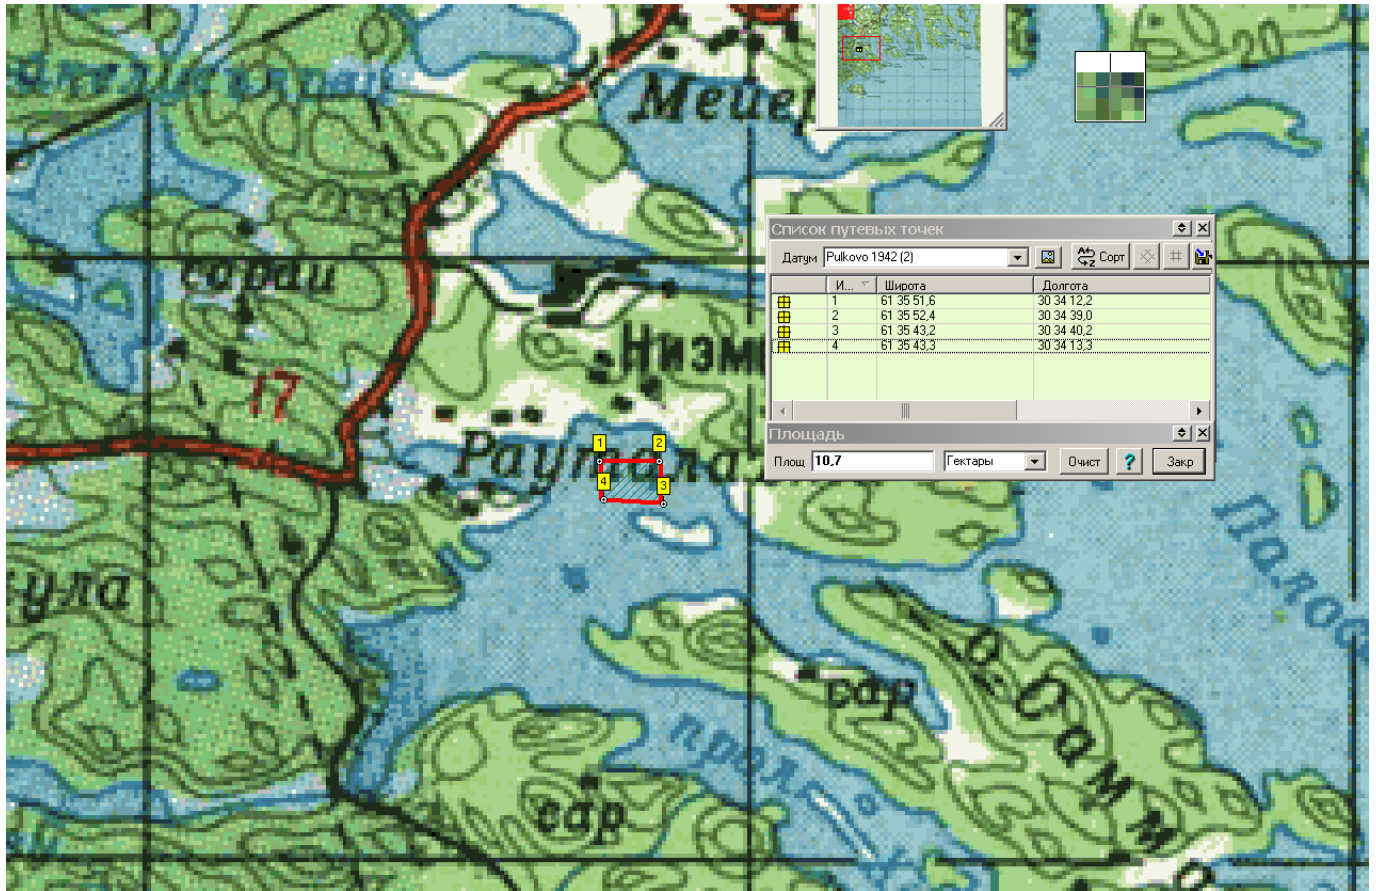 20
Мейер
сораи
17
Низм
Раутала
1
2
4
3
Список путевых точек
Датум Pulkovo 1942 (2) Сорт
И... Широта Долгота
1 61 35 51,6 30 34 12,2
2 61 35 52,4 30 34 39,0
3 61 35 43,2 30 34 40,2
4 61 35 43,3 30 34 13,3
Площадь
Площ 10,7 Гектары Очист ? Закр
сар
сар